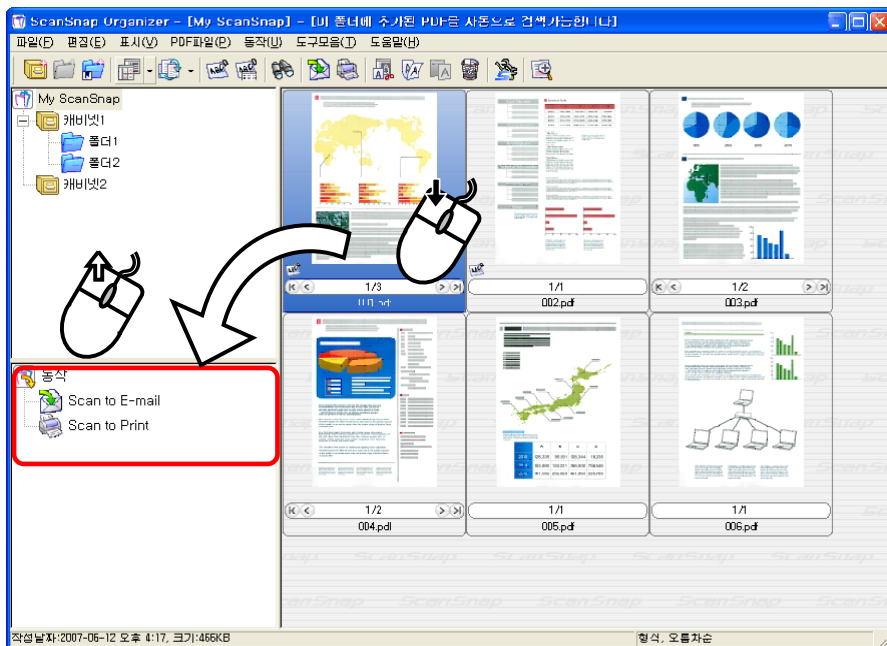 ScanSnap Organizer - [My ScanSnap] - [이 폴더에 추가된 PDF를 자동으로 검색가능합니다]
파일(F) 편집(E) 표시(V) PDF파일(P) 동작(U) 도구모음(T) 도움말(H)
My ScanSnap
캐비넷1
폴더1
폴더2
캐비넷2
1/3 1/1 1/2
002.pdf 003.pdf
동작
Scan to E-mail
Scan to Print
1/2 1/1 1/1
004.pdf 005.pdf 006.pdf
작성날짜:2007-06-12 오후 4:17, 크기:466KB 형식, 오름차순